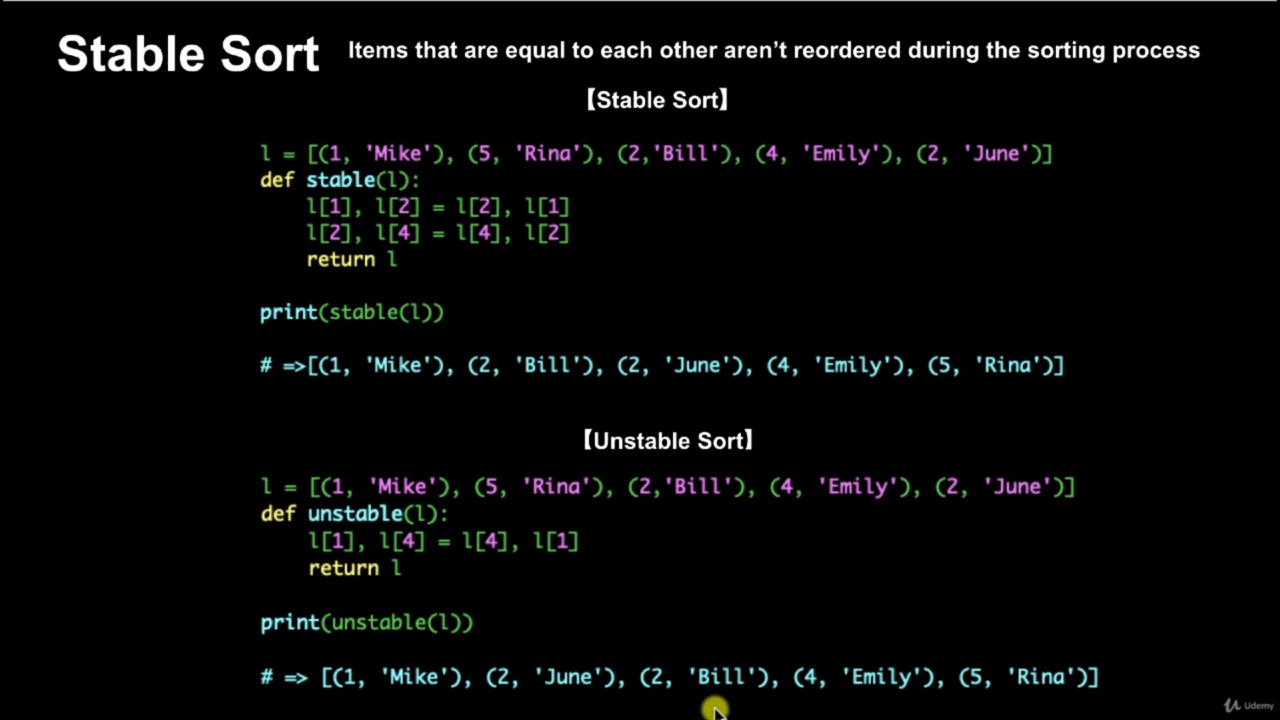 Stable Sort Items that are equal to each other aren't reordered during the sorting process
【Stable Sort】
l = [(1, 'Mike'), (5, 'Rina'), (2,'Bill'), (4, 'Emily'), (2, 'June')]
def stable(l):
    l[1], l[2] = l[2], l[1]
    l[2], l[4] = l[4], l[2]
    return l
print(stable(l))
# =>[(1, 'Mike'), (2, 'Bill'), (2, 'June'), (4, 'Emily'), (5, 'Rina')]
【Unstable Sort】
l = [(1, 'Mike'), (5, 'Rina'), (2,'Bill'), (4, 'Emily'), (2, 'June')]
def unstable(l):
    l[1], l[4] = l[4], l[1]
    return l
print(unstable(l))
# => [(1, 'Mike'), (2, 'June'), (2, 'Bill'), (4, 'Emily'), (5, 'Rina')]
Udemy